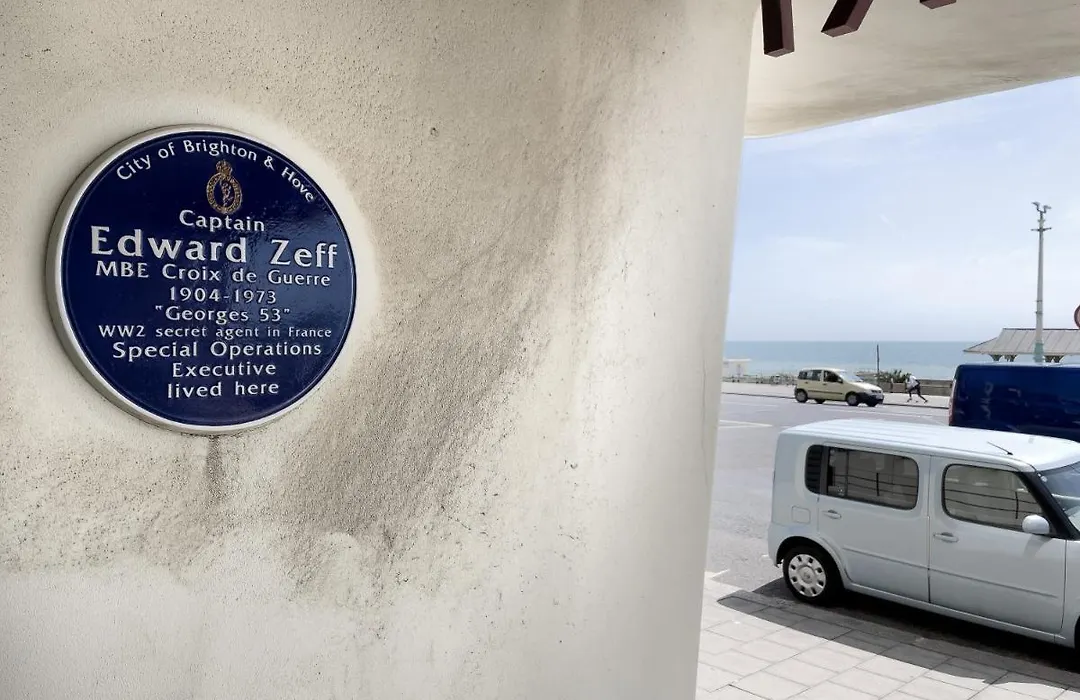 City of Brighton & Hove
Captain
Edward Zeff
MBE Croix de Guerre
1904-1973
"Georges 53"
WW2 secret agent in France
Special Operations
Executive
lived here